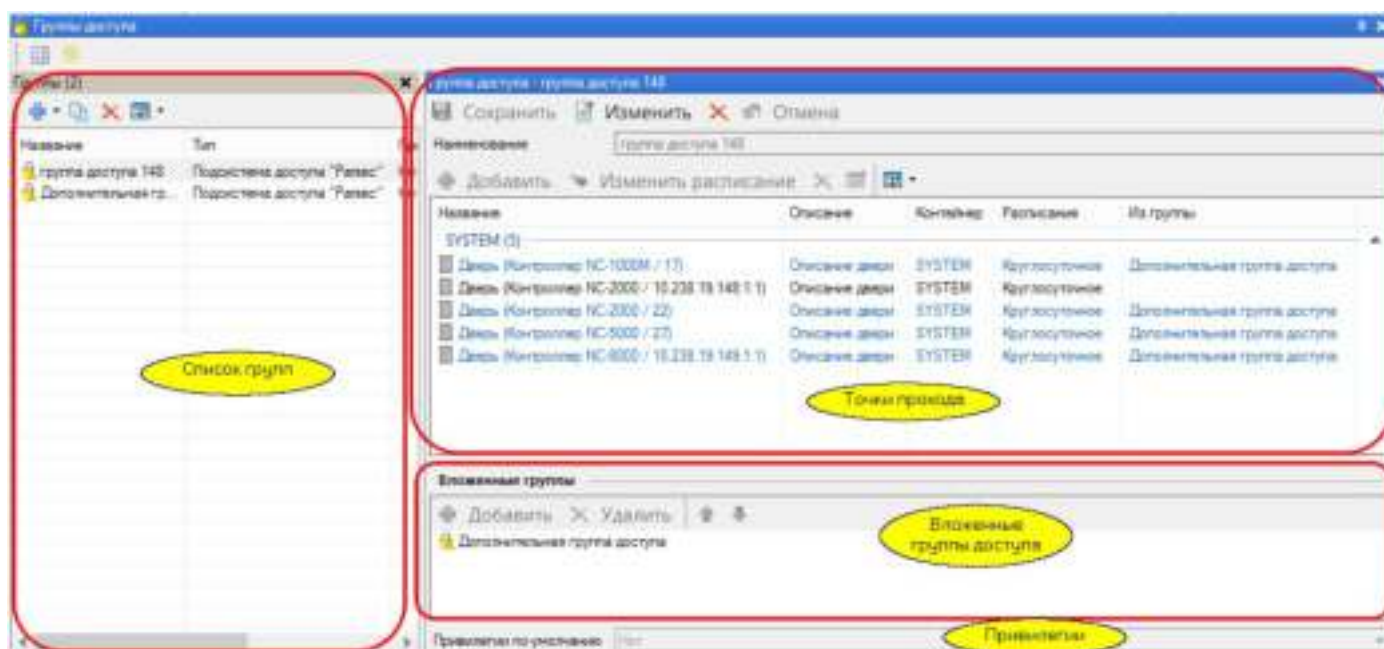 Группы доступа
Группы (2)
Название Тип
группа доступа 148 Подсистема доступа "Parsec"
Дополнительная гр... Подсистема доступа "Parsec"
Список групп
Группа доступа - группа доступа 148
Сохранить Изменить Отмена
Наименование группа доступа 148
Добавить Изменить расписание
Название Описание Контейнер Расписание Из группы
SYSTEM (5)
Дверь (Контроллер NC-1000M / 17) Описание двери SYSTEM Круглосуточное Дополнительная группа доступа
Дверь (Контроллер NC-2000 / 10.238.19.148:1:1) Описание двери SYSTEM Круглосуточное
Дверь (Контроллер NC-2000 / 22) Описание двери SYSTEM Круглосуточное Дополнительная группа доступа
Дверь (Контроллер NC-5000 / 27) Описание двери SYSTEM Круглосуточное Дополнительная группа доступа
Дверь (Контроллер NC-8000 / 10.238.19.149:1:1) Описание двери SYSTEM Круглосуточное Дополнительная группа доступа
Точки прохода
Вложенные группы
Добавить Удалить
Дополнительная группа доступа
Вложенные
группы доступа
Привилегии по умолчанию Нет
Привилегии